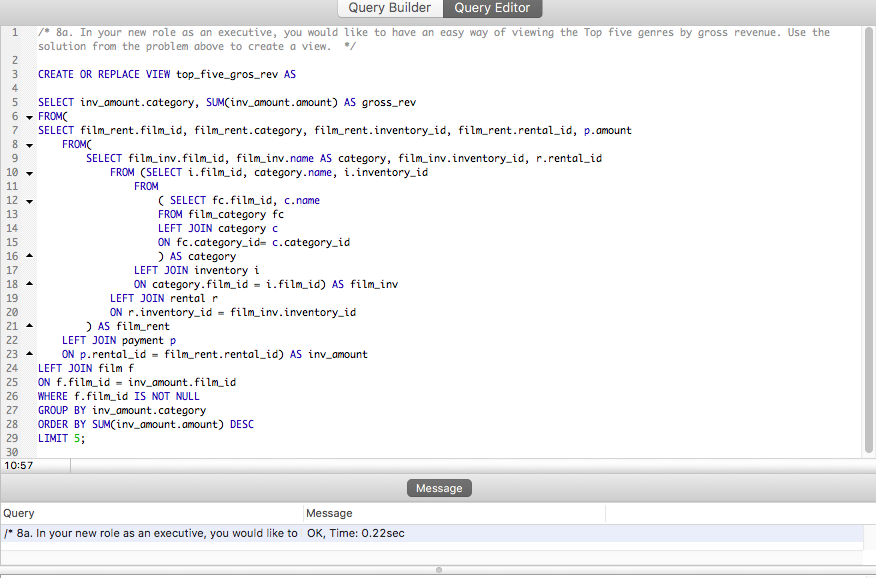 Query Builder Query Editor
1 /* 8a. In your new role as an executive, you would like to have an easy way of viewing the Top five genres by gross revenue. Use the
solution from the problem above to create a view.  */
2
3 CREATE OR REPLACE VIEW top_five_gros_rev AS
4
5 SELECT inv_amount.category, SUM(inv_amount.amount) AS gross_rev
6 FROM(
7 SELECT film_rent.film_id, film_rent.category, film_rent.inventory_id, film_rent.rental_id, p.amount
8 FROM(
9 SELECT film_inv.film_id, film_inv.name AS category, film_inv.inventory_id, r.rental_id
10 FROM (SELECT i.film_id, category.name, i.inventory_id
11 FROM
12 ( SELECT fc.film_id, c.name
13 FROM film_category fc
14 LEFT JOIN category c
15 ON fc.category_id= c.category_id
16 ) AS category
17 LEFT JOIN inventory i
18 ON category.film_id = i.film_id) AS film_inv
19 LEFT JOIN rental r
20 ON r.inventory_id = film_inv.inventory_id
21 ) AS film_rent
22 LEFT JOIN payment p
23 ON p.rental_id = film_rent.rental_id) AS inv_amount
24 LEFT JOIN film f
25 ON f.film_id = inv_amount.film_id
26 WHERE f.film_id IS NOT NULL
27 GROUP BY inv_amount.category
28 ORDER BY SUM(inv_amount.amount) DESC
29 LIMIT 5;
30
10:57
Message
Query Message
/* 8a. In your new role as an executive, you would like to OK, Time: 0.22sec